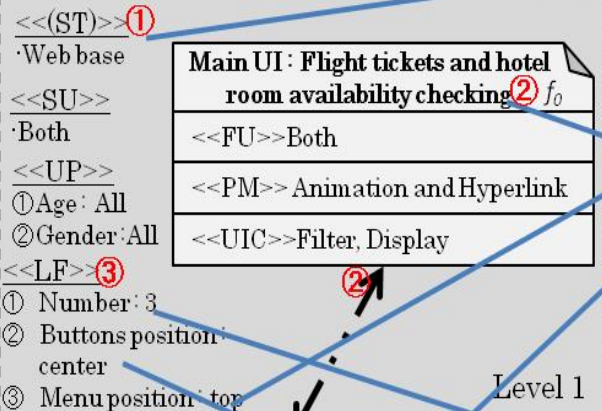 <<(ST)>>①
·Web base
<<SU>>
·Both
<<UP>>
①Age: All
②Gender:All
<<LF>>③
① Number: 3
② Buttons position:
center
③ Menu position: top
Main UI: Flight tickets and hotel
room availability checking② f₀
<<FU>>Both
<<PM>> Animation and Hyperlink
<<UIC>>Filter, Display
②
Level 1